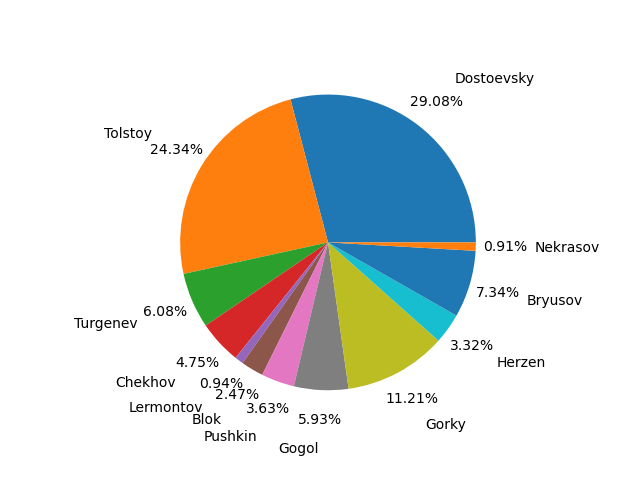 Dostoevsky
29.08%
Tolstoy
24.34%
Turgenev
6.08%
Chekhov
4.75%
Lermontov
0.94%
Blok
2.47%
Pushkin
3.63%
Gogol
5.93%
Gorky
11.21%
Herzen
3.32%
Bryusov
7.34%
Nekrasov
0.91%